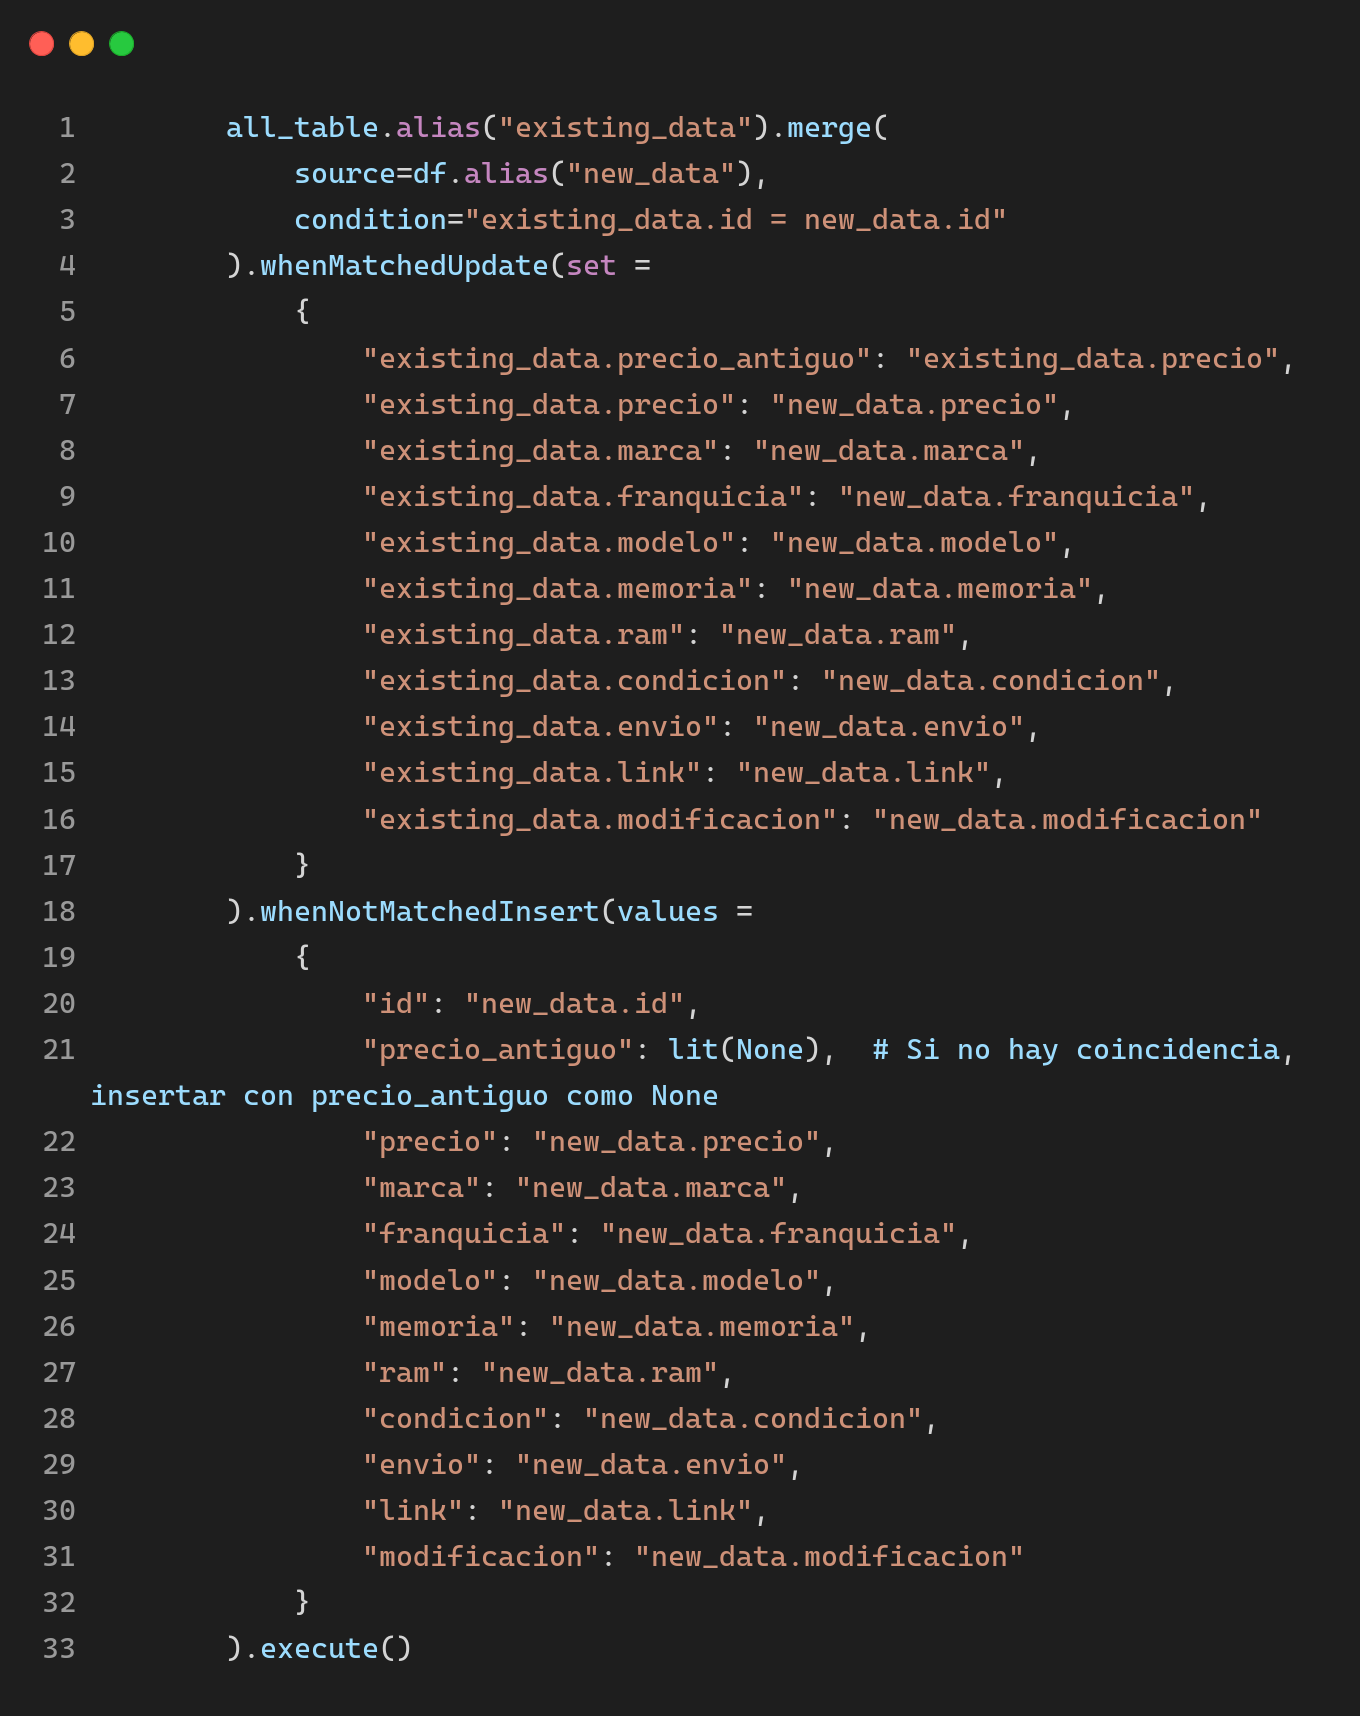 1 all_table.alias("existing_data").merge(
2 source=df.alias("new_data"),
3 condition="existing_data.id = new_data.id"
4 ).whenMatchedUpdate(set =
5 {
6 "existing_data.precio_antiguo": "existing_data.precio",
7 "existing_data.precio": "new_data.precio",
8 "existing_data.marca": "new_data.marca",
9 "existing_data.franquicia": "new_data.franquicia",
10 "existing_data.modelo": "new_data.modelo",
11 "existing_data.memoria": "new_data.memoria",
12 "existing_data.ram": "new_data.ram",
13 "existing_data.condicion": "new_data.condicion",
14 "existing_data.envio": "new_data.envio",
15 "existing_data.link": "new_data.link",
16 "existing_data.modificacion": "new_data.modificacion"
17 }
18 ).whenNotMatchedInsert(values =
19 {
20 "id": "new_data.id",
21 "precio_antiguo": lit(None),  # Si no hay coincidencia,
insertar con precio_antiguo como None
22 "precio": "new_data.precio",
23 "marca": "new_data.marca",
24 "franquicia": "new_data.franquicia",
25 "modelo": "new_data.modelo",
26 "memoria": "new_data.memoria",
27 "ram": "new_data.ram",
28 "condicion": "new_data.condicion",
29 "envio": "new_data.envio",
30 "link": "new_data.link",
31 "modificacion": "new_data.modificacion"
32 }
33 ).execute()